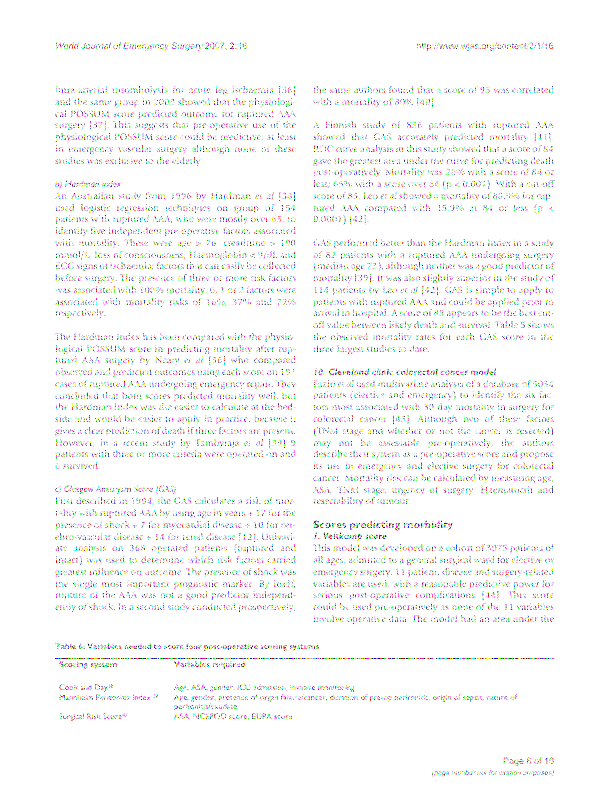 World Journal of Emergency Surgery 2007, 2:16
http://www.wjes.org/content/2/1/16
intra-arterial thrombolysis for acute leg ischaemia [36]
and the same group in 2002 showed that the physiologi-
cal POSSUM score predicted outcome for ruptured AAA
surgery [37]. This suggests that pre-operative use of the
physiological POSSUM score could be predictive, at least
in emergency vascular surgery although none of these
studies was exclusive to the elderly.
b) Hardman index
An Australian study from 1996 by Hardman et al [38]
used logistic regression techniques on group of 154
patients with ruptured AAA, who were mostly over 65, to
identify five independent pre-operative factors associated
with mortality. These were age > 76, creatinine > 190
mmol/l, loss of consciousness, Haemoglobin < 9 g/l, and
ECG signs of ischaemia; factors that can easily be collected
before surgery. The presence of three or more risk factors
was associated with 100% mortality. 0, 1 or 2 factors were
associated with mortality risks of 16%, 37% and 72%
respectively.
The Hardman Index has been compared with the physio-
logical POSSUM score in predicting mortality after rup-
tured AAA surgery by Neary et al [36] who compared
observed and predicted outcomes using each score on 191
cases of ruptured AAA undergoing emergency repair. They
concluded that both scores predicted mortality well, but
the Hardman Index was the easier to calculate at the bed-
side and would be easier to apply in practice, because it
gives a clear prediction of death if three factors are present.
However, in a recent study by Tambyraja et al [39] 9
patients with three or more criteria were operated on and
survived.
c) Glasgow Aneurysm Score (GAS)
First described in 1994, the GAS calculates a risk of mor-
tality with ruptured AAA by using age in years + 17 for the
presence of shock + 7 for myocardial disease + 10 for cer-
ebro-vascular disease + 14 for renal disease [12]. Univari-
ate analysis on 268 operated patients (ruptured and
intact) was used to determine which risk factors carried
greatest influence on outcome. The presence of shock was
the single most important prognostic marker. By itself,
rupture of the AAA was not a good predictor independ-
ently of shock. In a second study conducted prospectively,
the same authors found that a score of 95 was correlated
with a mortality of 80% [40].
A Finnish study of 836 patients with ruptured AAA
showed that GAS accurately predicted mortality [41].
ROC curve analysis in this study showed that a score of 84
gave the greatest area under the curve for predicting death
post-operatively. Mortality was 28% with a score of 84 or
less; 65% with a score over 84 (p < 0.001). With a cut off
score of 85, Leo et al showed a mortality of 88.5% for rup-
tured AAA compared with 15.9% at 84 or less (p <
0.0001) [42].
GAS performed better than the Hardman Index in a study
of 82 patients with a ruptured AAA undergoing surgery
(median age 73), although neither was a good predictor of
mortality [39]. It was also slightly superior in the study of
114 patients by Leo et al [42]. GAS is simple to apply to
patients with ruptured AAA and could be applied prior to
arrival in hospital. A score of 85 appears to be the best cut-
off value between likely death and survival. Table 5 shows
the observed mortality rates for each GAS score in the
three largest studies to date.
10. Cleveland clinic colorectal cancer model
Fazio et al used multivariate analysis of a database of 5034
patients (elective and emergency) to identify the six fac-
tors most associated with 30 day mortality in surgery for
colorectal cancer [43]. Although two of these factors
(TNM stage and whether or not the cancer is resected)
may not be assessable pre-operatively, the authors
describe their system as a pre-operative score and propose
its use in emergency and elective surgery for colorectal
cancer. Mortality risk can be calculated by measuring age,
ASA, TNM stage, urgency of surgery, Haematocrit and
resectability of tumour.
Scores predicting morbidity
1. Veltkamp score
This model was developed on a cohort of 3075 patients of
all ages, admitted to a general surgical ward for elective or
emergency surgery. 11 patient, disease and surgery-related
variables are used, with a reasonable predictive power for
serious post-operative complications [44]. This score
could be used pre-operatively as none of the 11 variables
involve operative data. The model had an area under the
Table 6: Variables needed to score four post-operative scoring systems
Scoring system Variables required
Cook and Day Age, ASA, gender, ICU admission, invasive monitoring
Mannheim Peritonitis Index Age, gender, presence of organ failure, cancer, duration of pre-op peritonitis, origin of sepsis, nature of
peritoneal exudate
Surgical Risk Score ASA, NCEPOD score, BUPA score
Page 6 of 10
(page number not for citation purposes)